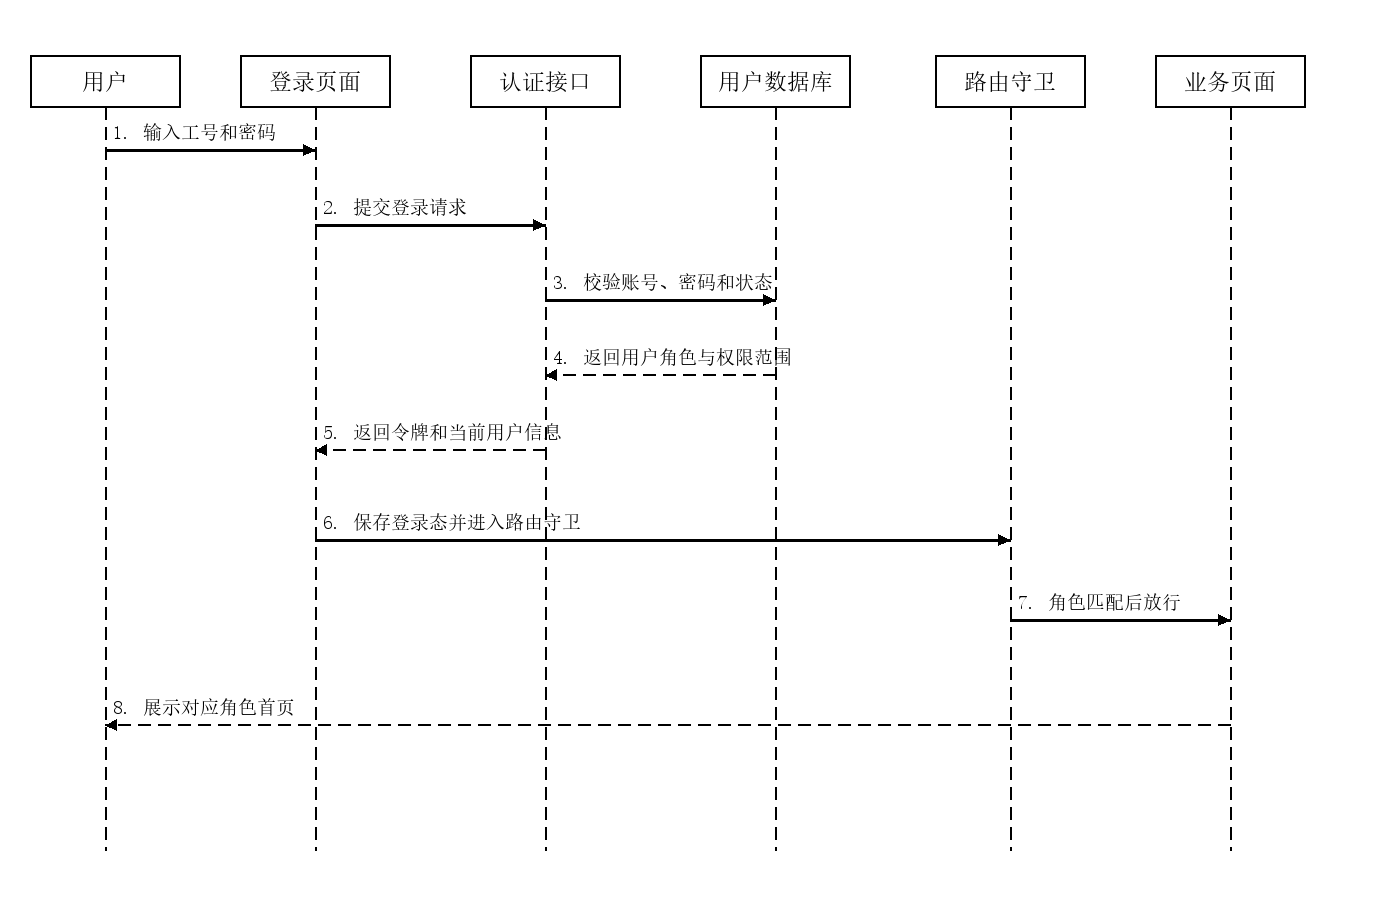 用户
登录页面
认证接口
用户数据库
路由守卫
业务页面
1. 输入工号和密码
2. 提交登录请求
3. 校验账号、密码和状态
4. 返回用户角色与权限范围
5. 返回令牌和当前用户信息
6. 保存登录态并进入路由守卫
7. 角色匹配后放行
8. 展示对应角色首页